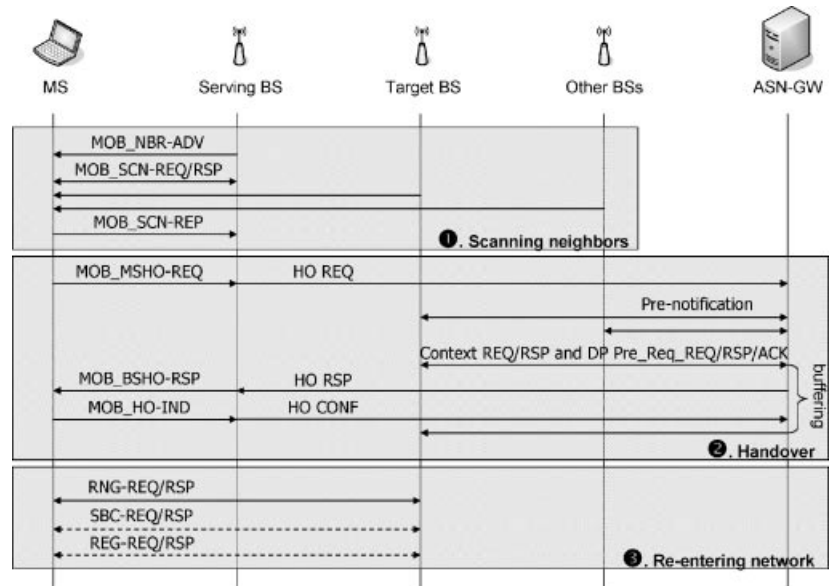 MS Serving BS Target BS Other BSs ASN-GW
MOB_NBR-ADV
MOB_SCN-REQ/RSP
MOB_SCN-REP
❶. Scanning neighbors
MOB_MSHO-REQ HO REQ
Pre-notification
Context REQ/RSP and DP Pre_Req_REQ/RSP/ACK
MOB_BSHO-RSP HO RSP
MOB_HO-IND HO CONF
buffering
❷. Handover
RNG-REQ/RSP
SBC-REQ/RSP
REG-REQ/RSP
❸. Re-entering network